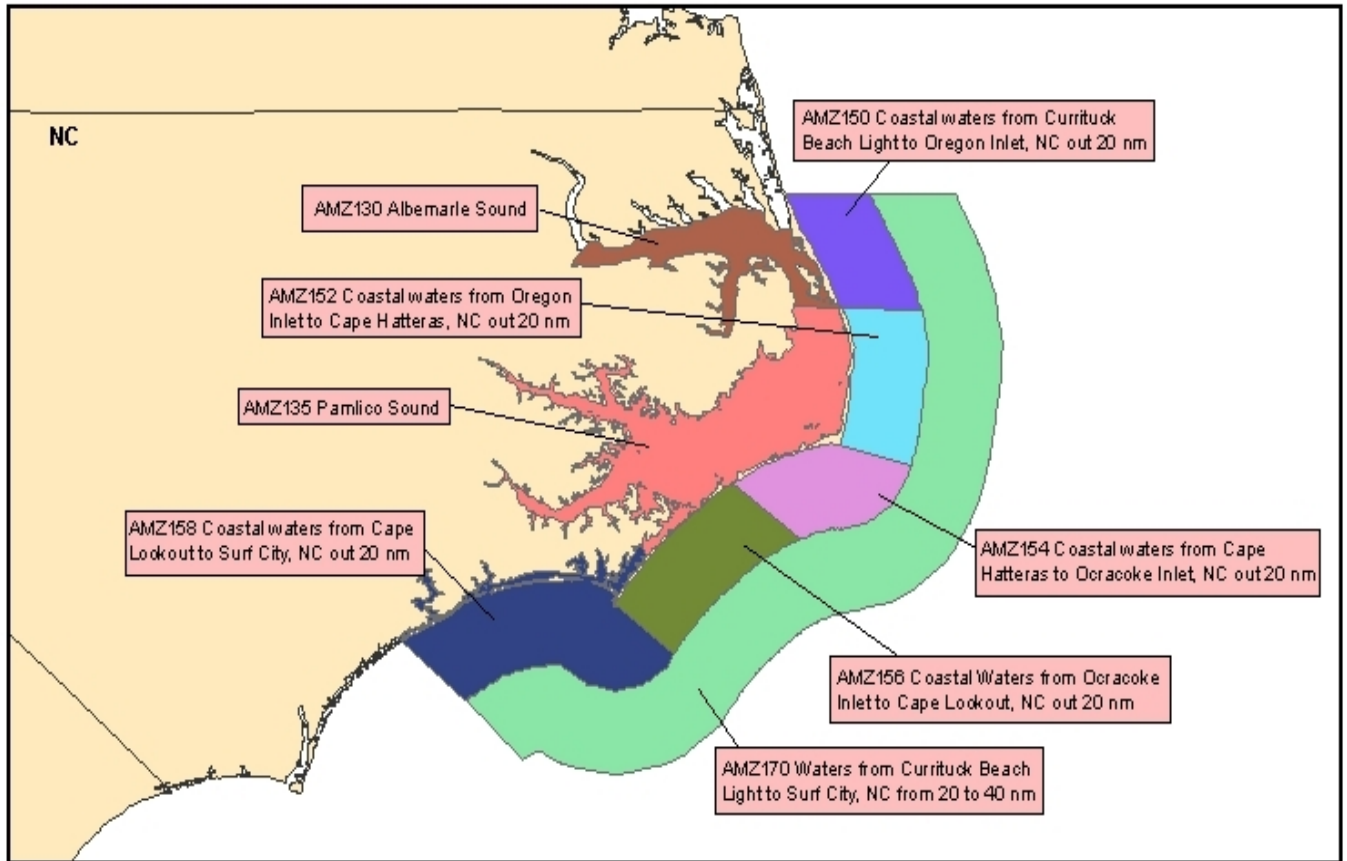 AMZ150 Coastal waters from Currituck
Beach Light to Oregon Inlet, NC out 20 nm
NC
AMZ130 Albemarle Sound
AMZ152 Coastal waters from Oregon
Inlet to Cape Hatteras, NC out 20 nm
AMZ135 Pamlico Sound
AMZ158 Coastal waters from Cape
Lookout to Surf City, NC out 20 nm
AMZ154 Coastal waters from Cape
Hatteras to Ocracoke Inlet, NC out 20 nm
AMZ156 Coastal Waters from Ocracoke
Inlet to Cape Lookout, NC out 20 nm
AMZ170 Waters from Currituck Beach
Light to Surf City, NC from 20 to 40 nm